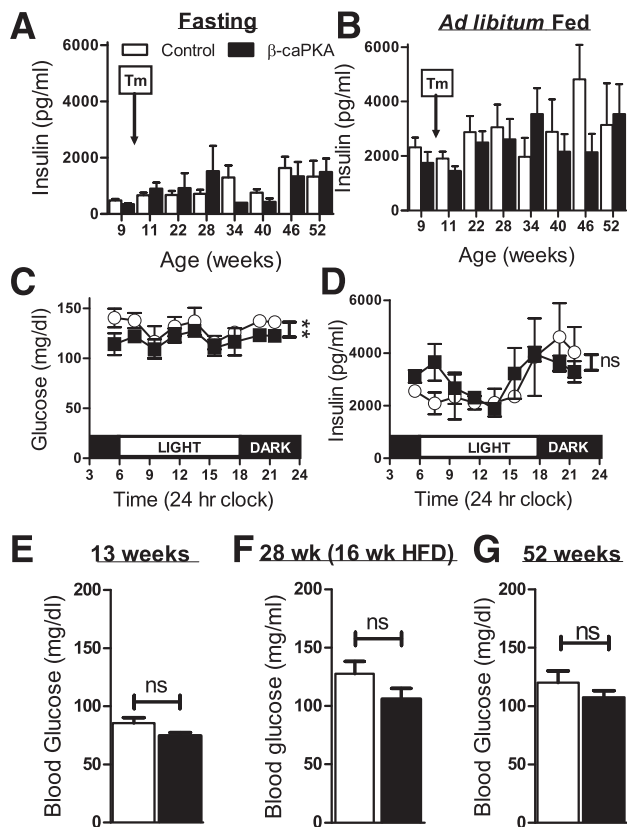 A
Fasting
6000
4000
2000
0
Insulin (pg/ml)
Control
β-caPKA
Tm
9 11 22 28 34 40 46 52
Age (weeks)
B
Ad libitum Fed
6000
4000
2000
0
Insulin (pg/ml)
Tm
9 11 22 28 34 40 46 52
Age (weeks)
C
150
100
50
0
Glucose (mg/dl)
**
LIGHT
DARK
3 6 9 12 15 18 21 24
Time (24 hr clock)
D
6000
4000
2000
0
Insulin (pg/ml)
ns
LIGHT
DARK
3 6 9 12 15 18 21 24
Time (24 hr clock)
E
13 weeks
200
150
100
50
0
Blood Glucose (mg/dl)
ns
F
28 wk (16 wk HFD)
200
150
100
50
0
Blood glucose (mg/ml)
ns
G
52 weeks
200
150
100
50
0
Blood Glucose (mg/dl)
ns